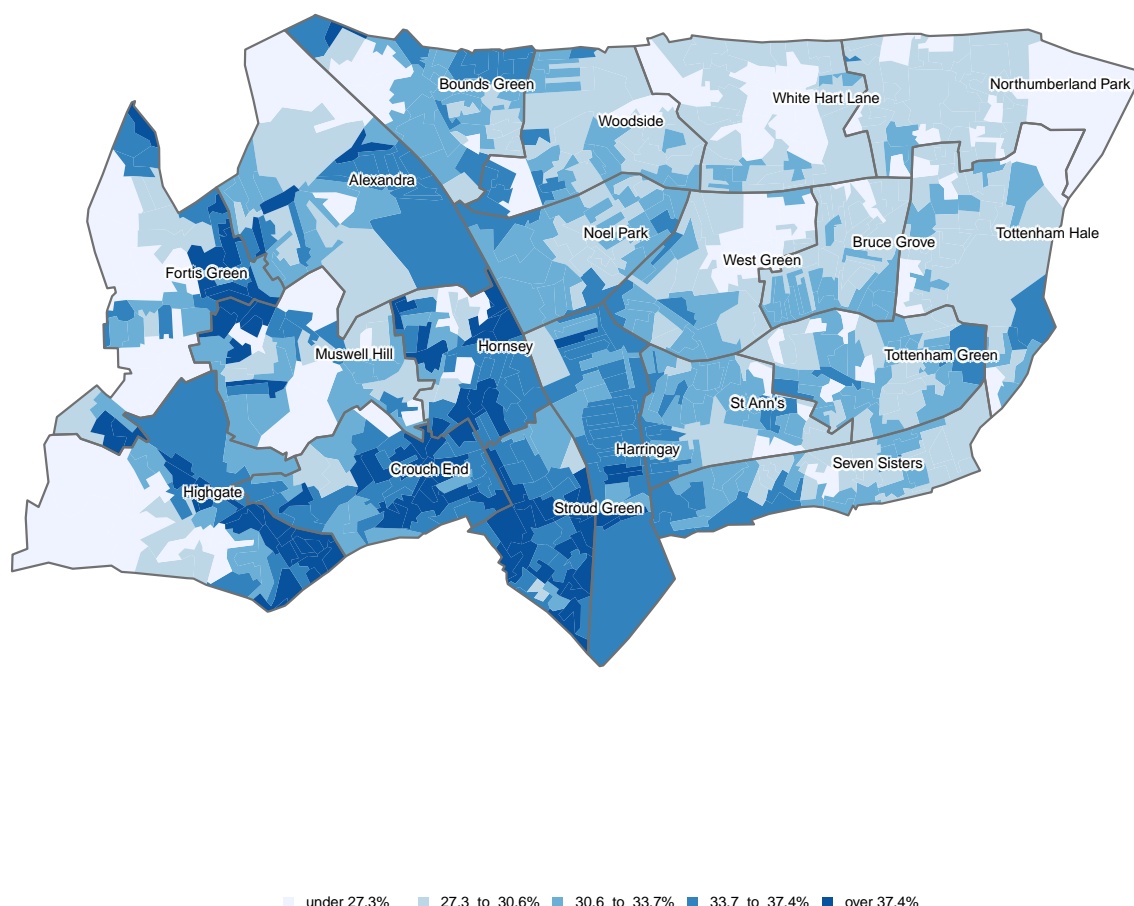 Bounds Green
Northumberland Park
White Hart Lane
Woodside
Alexandra
Noel Park
Tottenham Hale
Bruce Grove
West Green
Fortis Green
Hornsey
Muswell Hill
Tottenham Green
St Ann's
Harringay
Seven Sisters
Crouch End
Highgate
Stroud Green
under 27.3% 27.3 to 30.6% 30.6 to 33.7% 33.7 to 37.4% over 37.4%